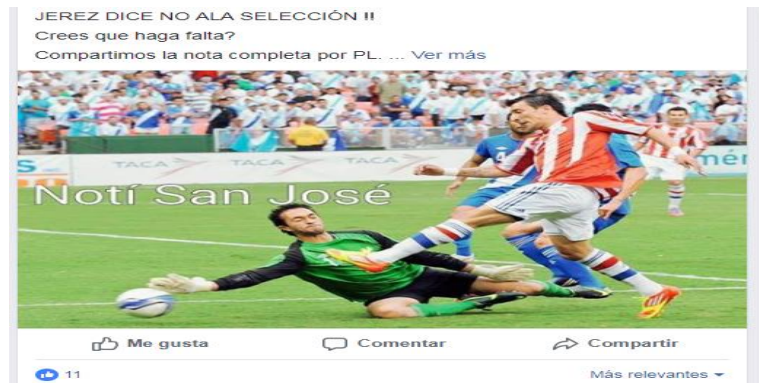 JEREZ DICE NO ALA SELECCIÓN !!
Crees que haga falta?
Compartimos la nota completa por PL. ... Ver más
S
TACA TACA TACA
mér
Notí San José
Me gusta Comentar Compartir
11 Más relevantes